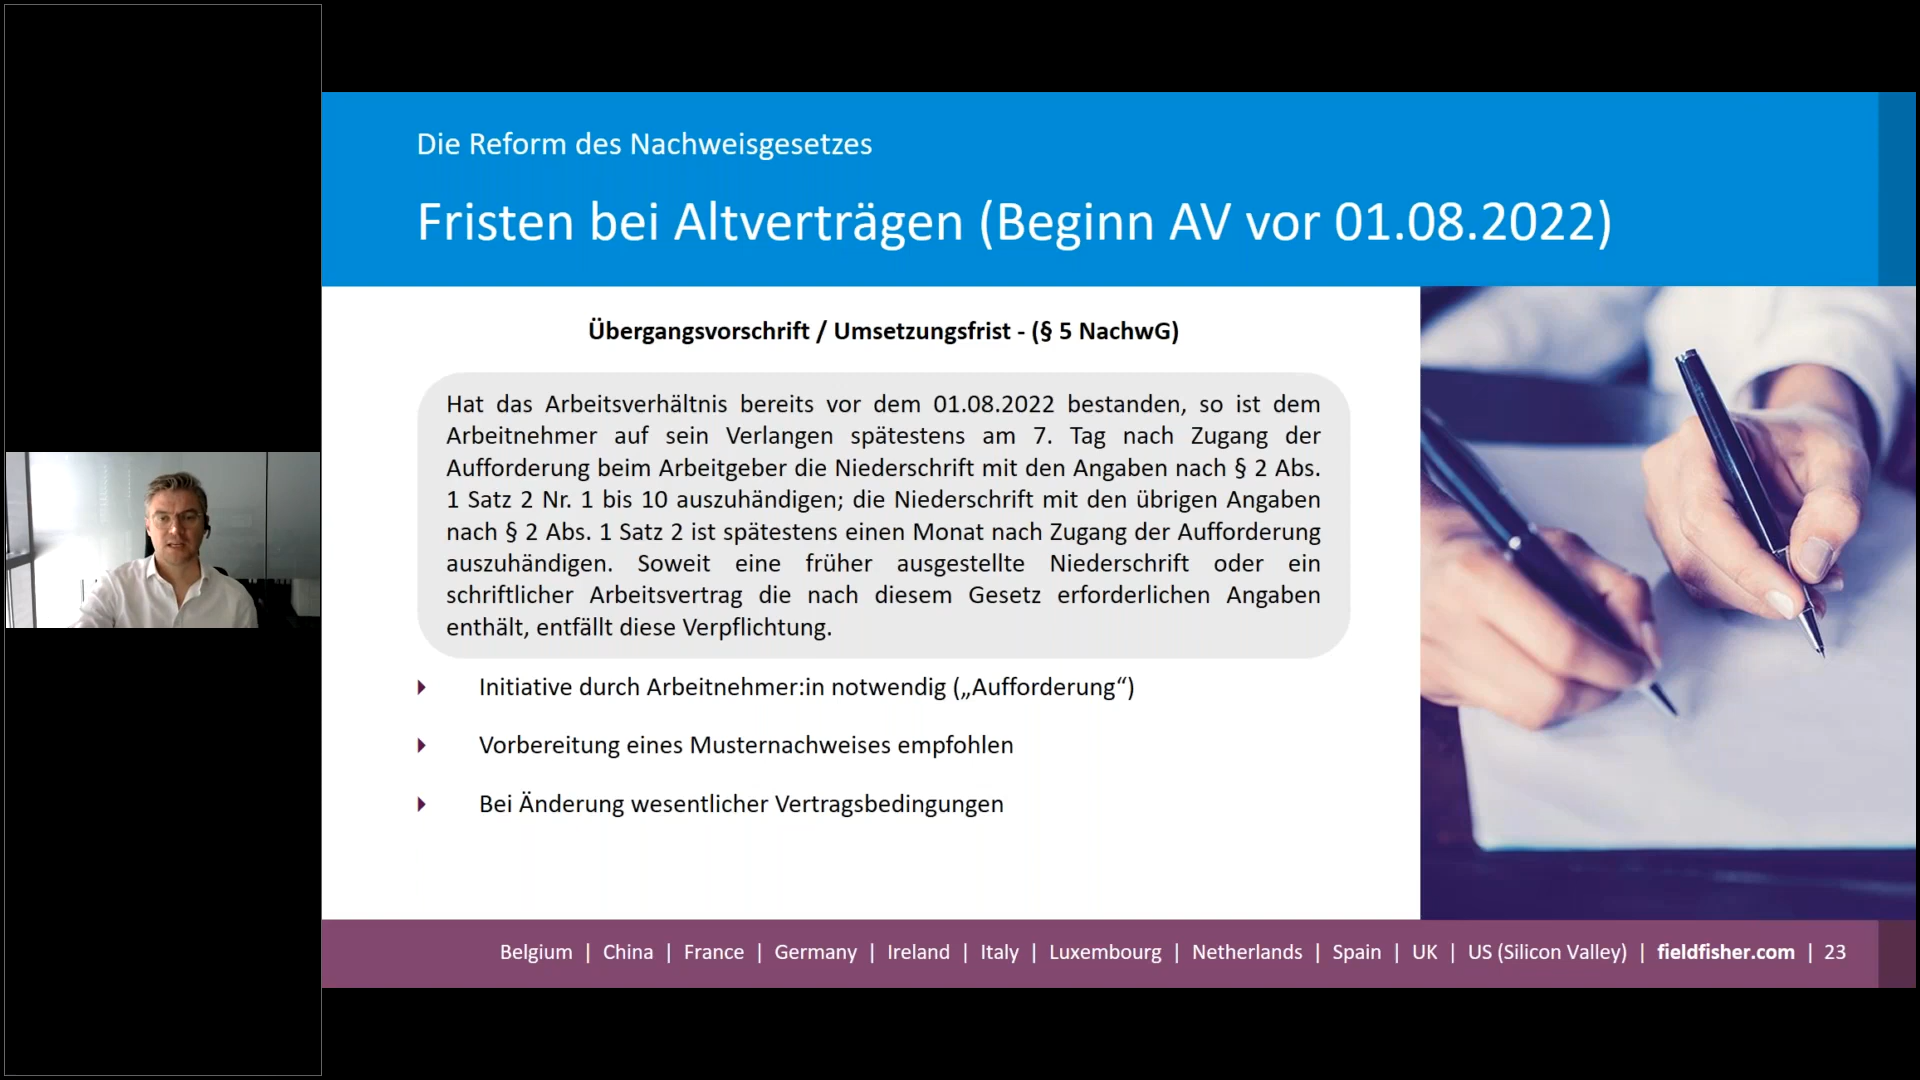 Die Reform des Nachweisgesetzes
Fristen bei Altverträgen (Beginn AV vor 01.08.2022)
Übergangsvorschrift / Umsetzungsfrist - (§ 5 NachwG)
Hat das Arbeitsverhältnis bereits vor dem 01.08.2022 bestanden, so ist dem
Arbeitnehmer auf sein Verlangen spätestens am 7. Tag nach Zugang der
Aufforderung beim Arbeitgeber die Niederschrift mit den Angaben nach § 2 Abs.
1 Satz 2 Nr. 1 bis 10 auszuhändigen; die Niederschrift mit den übrigen Angaben
nach § 2 Abs. 1 Satz 2 ist spätestens einen Monat nach Zugang der Aufforderung
auszuhändigen. Soweit eine früher ausgestellte Niederschrift oder ein
schriftlicher Arbeitsvertrag die nach diesem Gesetz erforderlichen Angaben
enthält, entfällt diese Verpflichtung.
Initiative durch Arbeitnehmer:in notwendig („Aufforderung“)
Vorbereitung eines Musternachweises empfohlen
Bei Änderung wesentlicher Vertragsbedingungen
Belgium | China | France | Germany | Ireland | Italy | Luxembourg | Netherlands | Spain | UK | US (Silicon Valley) | fieldfisher.com | 23